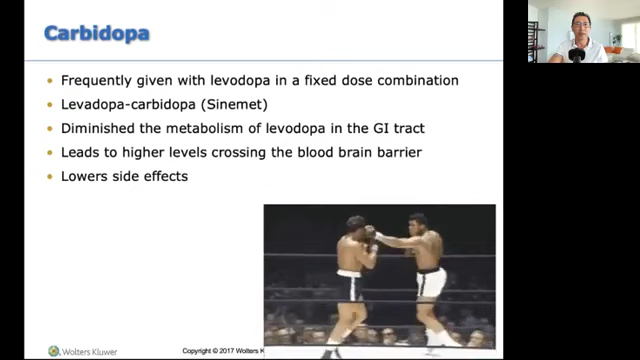 Carbidopa
• Frequently given with levodopa in a fixed dose combination
• Levadopa-carbidopa (Sinemet)
• Diminished the metabolism of levodopa in the GI tract
• Leads to higher levels crossing the blood brain barrier
• Lowers side effects
Wolters Kluwer
Copyright © 2017 Wolters K